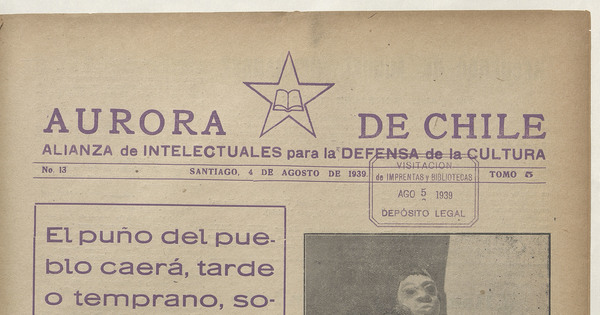 AURORA DE CHILE
ALIANZA de INTELECTUALES para la DEFENSA de la CULTURA
No. 13 SANTIAGO, 4 DE AGOSTO DE 1939. TOMO 5
VISITACION
de IMPRENTAS y BIBLIOTECAS
AGO 5 1939
DEPÓSITO LEGAL
El puño del pue-
blo caerá, tarde
o temprano, so-